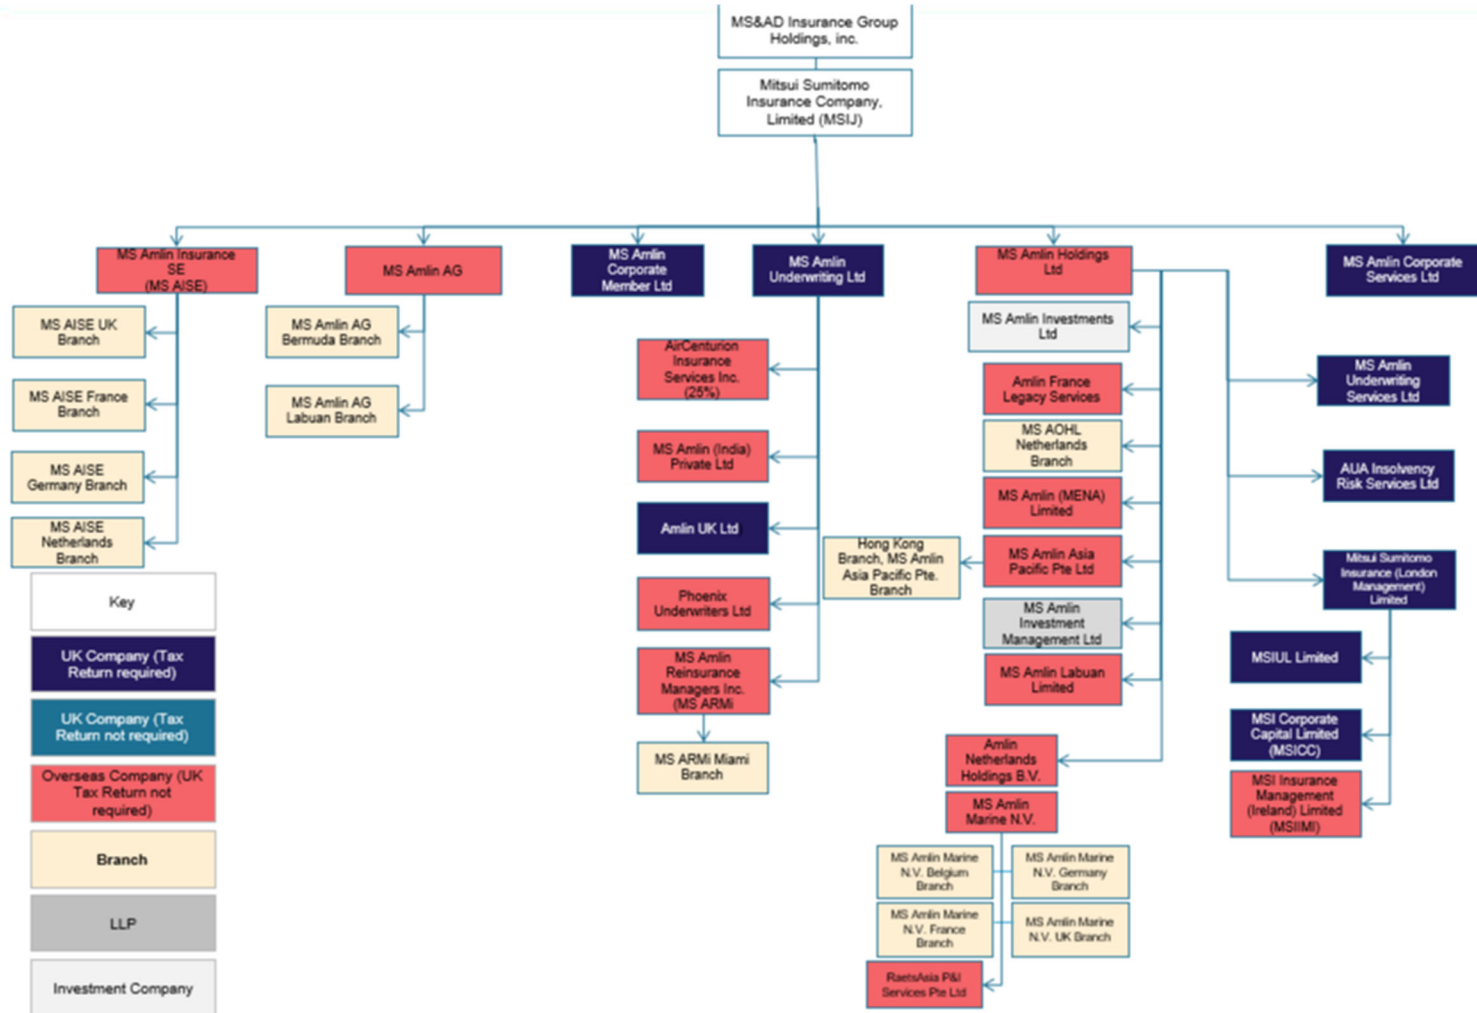 MS&AD Insurance Group
Holdings, inc.
Mitsui Sumitomo
Insurance Company,
Limited (MSIJ)
MS Amlin Insurance
SE
(MS AISE)
MS Amlin AG
MS Amlin
Corporate
Member Ltd
MS Amlin
Underwriting Ltd
MS Amlin Holdings
Ltd
MS Amlin Corporate
Services Ltd
MS AISE UK
Branch
MS AISE France
Branch
MS AISE
Germany Branch
MS AISE
Netherlands
Branch
MS Amlin AG
Bermuda Branch
MS Amlin AG
Labuan Branch
AirCenturion
Insurance
Services Inc.
(25%)
MS Amlin (India)
Private Ltd
Amlin UK Ltd
Phoenix
Underwriters Ltd
MS Amlin
Reinsurance
Managers Inc.
(MS ARMi
MS ARMi Miami
Branch
MS Amlin Investments
Ltd
Amlin France
Legacy Services
MS AOHL
Netherlands
Branch
MS Amlin (MENA)
Limited
MS Amlin Asia
Pacific Pte Ltd
Hong Kong
Branch, MS Amlin
Asia Pacific Pte.
Branch
MS Amlin
Investment
Management Ltd
MS Amlin Labuan
Limited
Amlin
Netherlands
Holdings B.V.
MS Amlin
Marine N.V.
MS Amlin Marine
N.V. Belgium
Branch
MS Amlin Marine
N.V. Germany
Branch
MS Amlin Marine
N.V. France
Branch
MS Amlin Marine
N.V. UK Branch
RaetsAsia P&I
Services Pte Ltd
MS Amlin
Underwriting
Services Ltd
AUA Insolvency
Risk Services Ltd
Mitsui Sumitomo
Insurance (London
Management)
Limited
MSIUL Limited
MSI Corporate
Capital Limited
(MSICC)
MSI Insurance
Management
(Ireland) Limited
(MSIIMI)
Key
UK Company (Tax
Return required)
UK Company (Tax
Return not required)
Overseas Company (UK
Tax Return not
required)
Branch
LLP
Investment Company